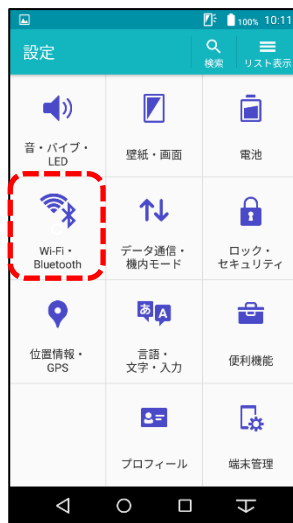 100% 10:11
設定
検索
リスト表示
音・バイブ・
LED
壁紙・画面
電池
Wi-Fi・
Bluetooth
データ通信・
機内モード
ロック・
セキュリティ
位置情報・
GPS
あ A
言語・
文字・入力
便利機能
プロフィール
端末管理